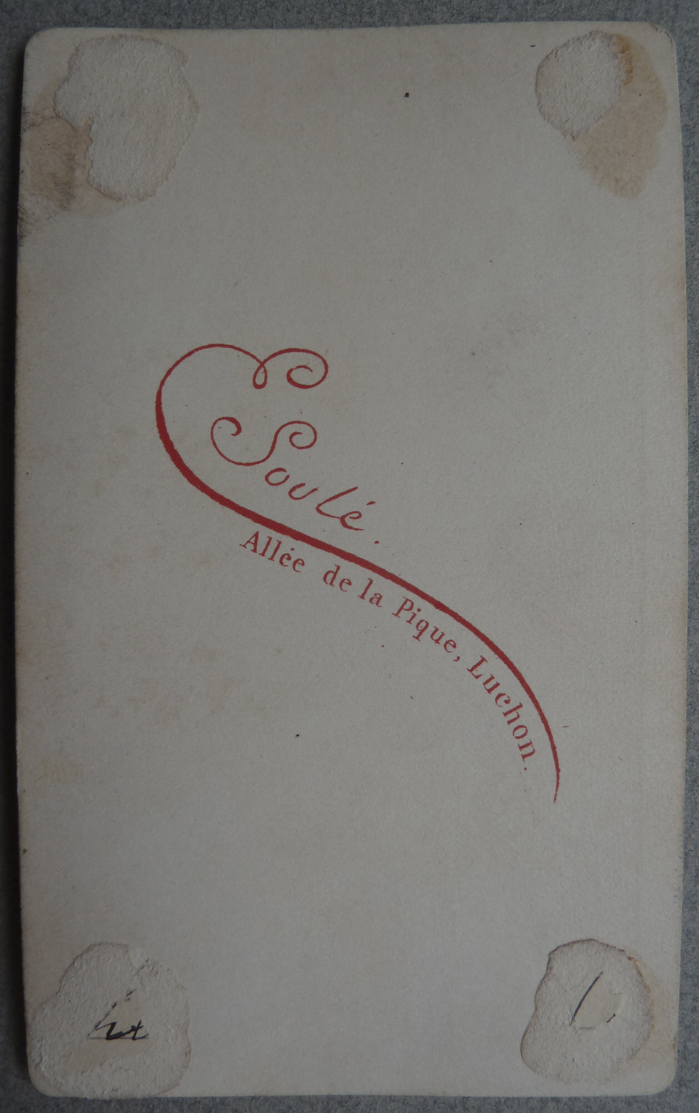 E Soulé.
Allée de la Pique, Luchon.